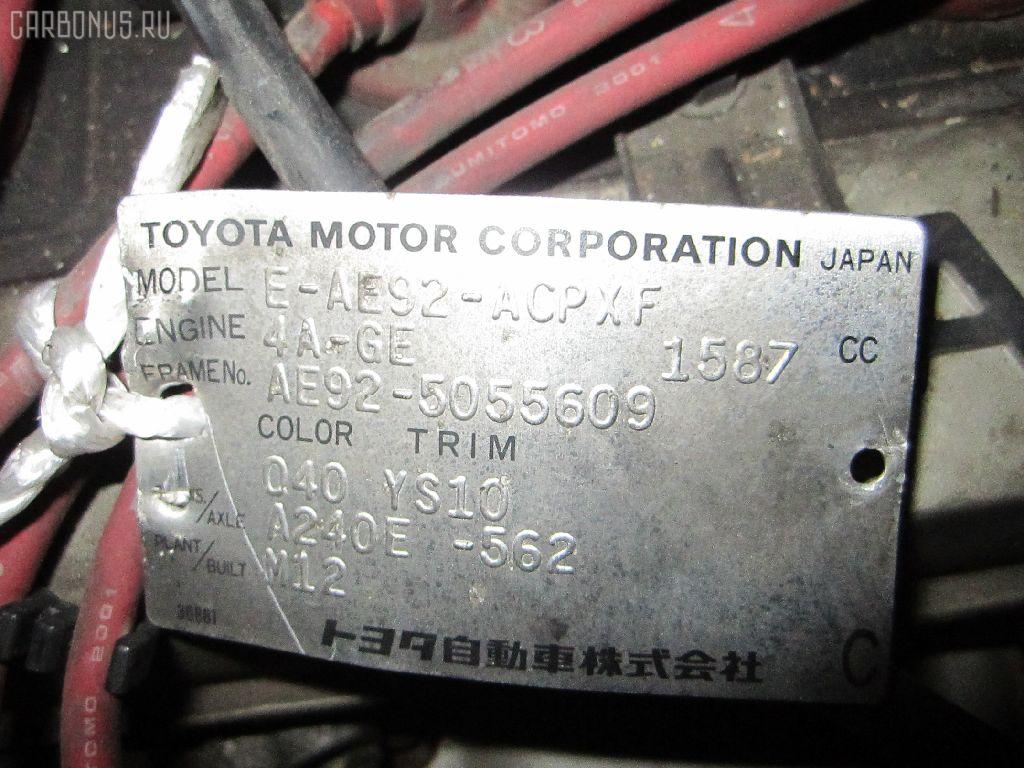 CARBONUS.RU
SUMITOMO 2001
TOYOTA MOTOR CORPORATION JAPAN
MODEL E-AE92-ACPXF
ENGINE 4A-GE 1587 CC
FRAME No. AE92-5055609
COLOR TRIM
040 YS10
/AXLE A240E -562
PLANT/BUILT M12
トヨタ自動車株式会社 C
2001